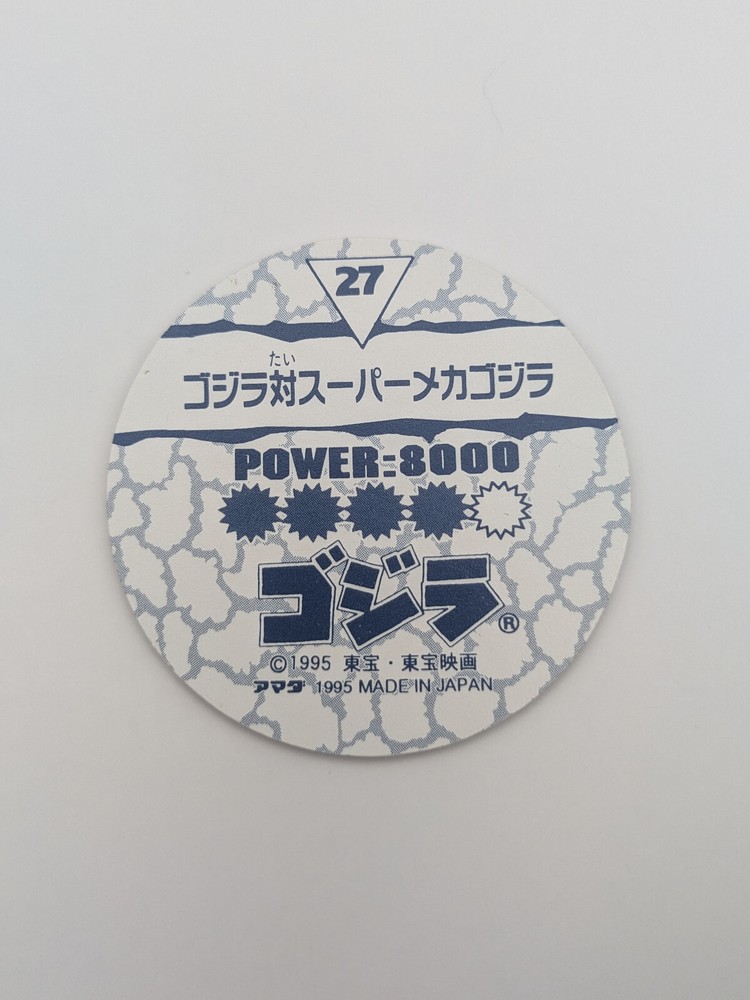 27
たい
ゴジラ対スーパーメカゴジラ
POWER:8000
ゴジラ®
©1995 東宝・東宝映画
アマダ 1995 MADE IN JAPAN